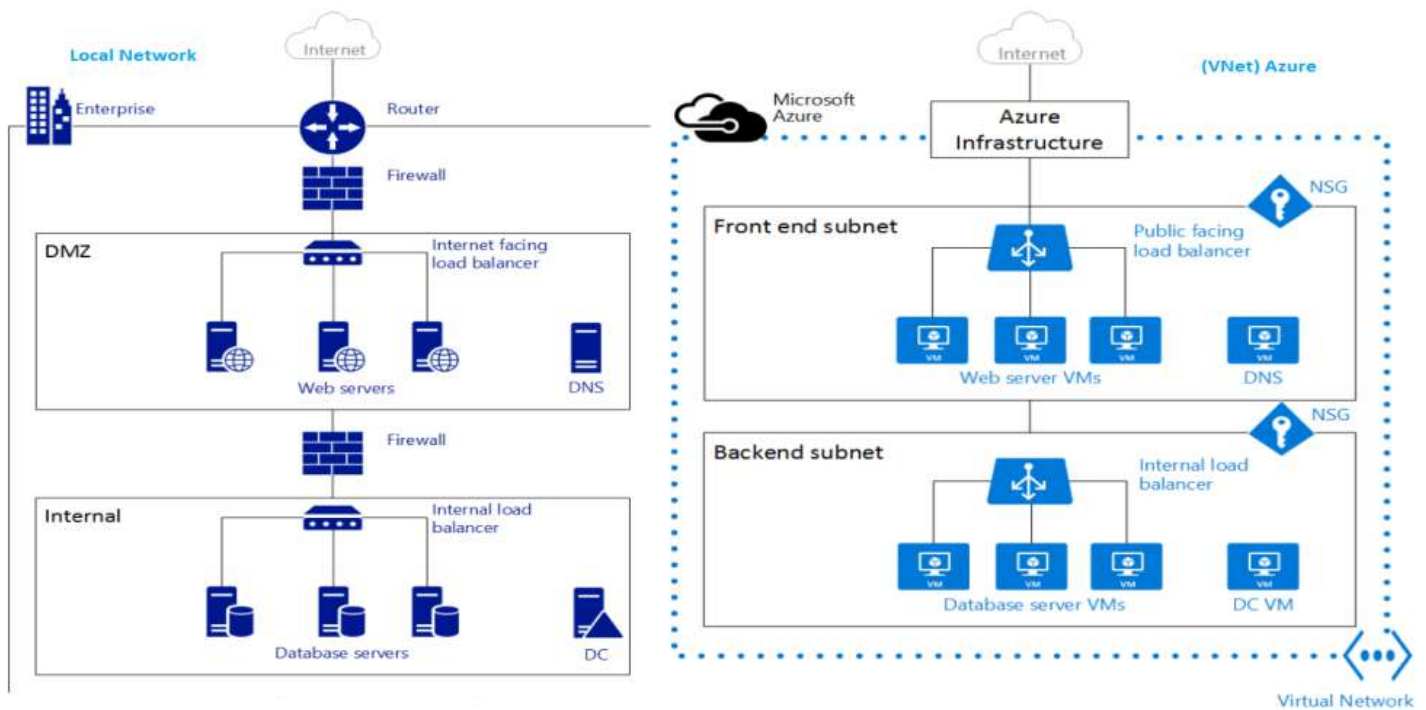 Local Network
Internet
Enterprise
Router
Firewall
DMZ
Internet facing
load balancer
Web servers
DNS
Firewall
Internal
Internal load
balancer
Database servers
DC
Internet
(VNet) Azure
Microsoft
Azure
Azure
Infrastructure
NSG
Front end subnet
Public facing
load balancer
VM
VM
VM
VM
Web server VMs
DNS
NSG
Backend subnet
Internal load
balancer
VM
VM
VM
VM
Database server VMs
DC VM
Virtual Network